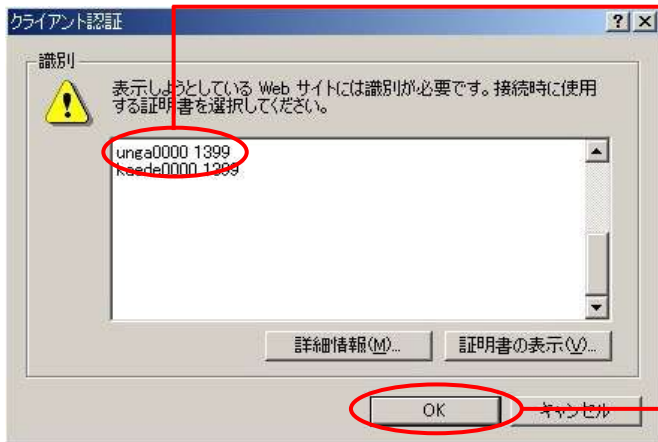 クライアント認証
識別
表示しようとしている Web サイトには識別が必要です。接続時に使用
する証明書を選択してください。
unga0000 1399
kaede0000 1399
詳細情報(M)...
証明書の表示(V)...
OK
キャンセル